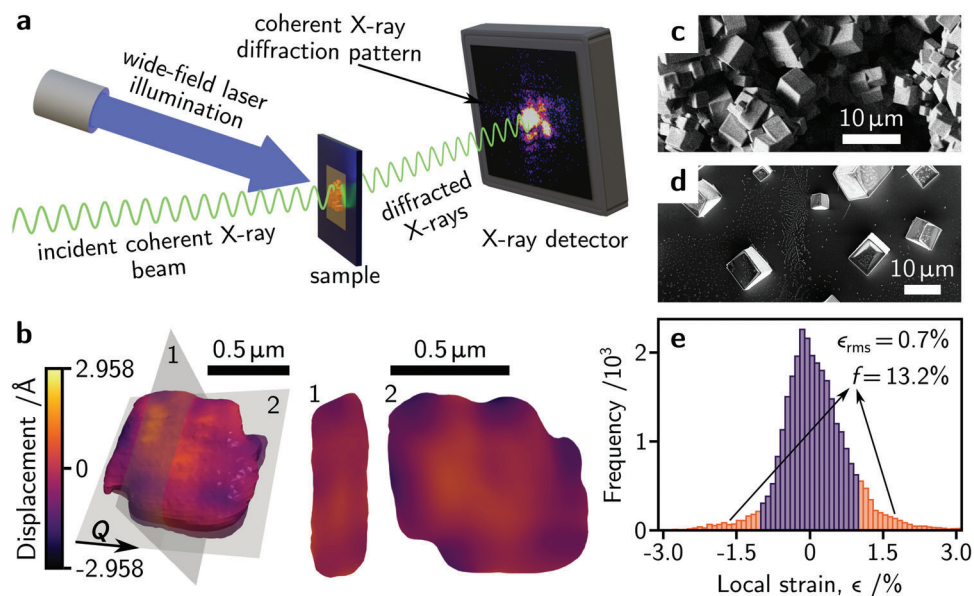 a
coherent X-ray
diffraction pattern
wide-field laser
illumination
incident coherent X-ray
beam
sample
diffracted
X-rays
X-ray detector
c
10 μm
d
10 μm
b
Displacement /Å
2.958
0
-2.958
1
2
Q
0.5 μm
0.5 μm
1
2
e
ϵrms = 0.7%
f = 13.2%
Frequency /10³
2
1
0
-3.0 -1.5 0 1.5 3.0
Local strain, ϵ /%